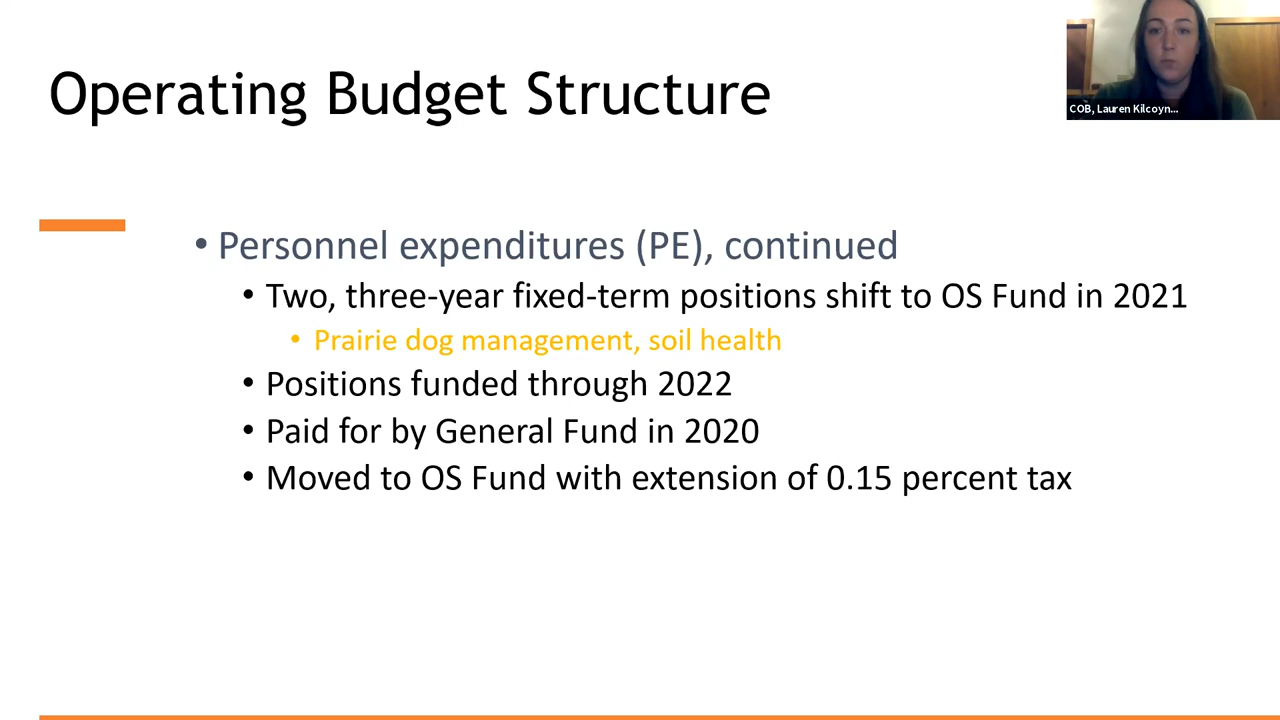 Operating Budget Structure
COB, Lauren Kilcoyn...
• Personnel expenditures (PE), continued
• Two, three-year fixed-term positions shift to OS Fund in 2021
• Prairie dog management, soil health
• Positions funded through 2022
• Paid for by General Fund in 2020
• Moved to OS Fund with extension of 0.15 percent tax